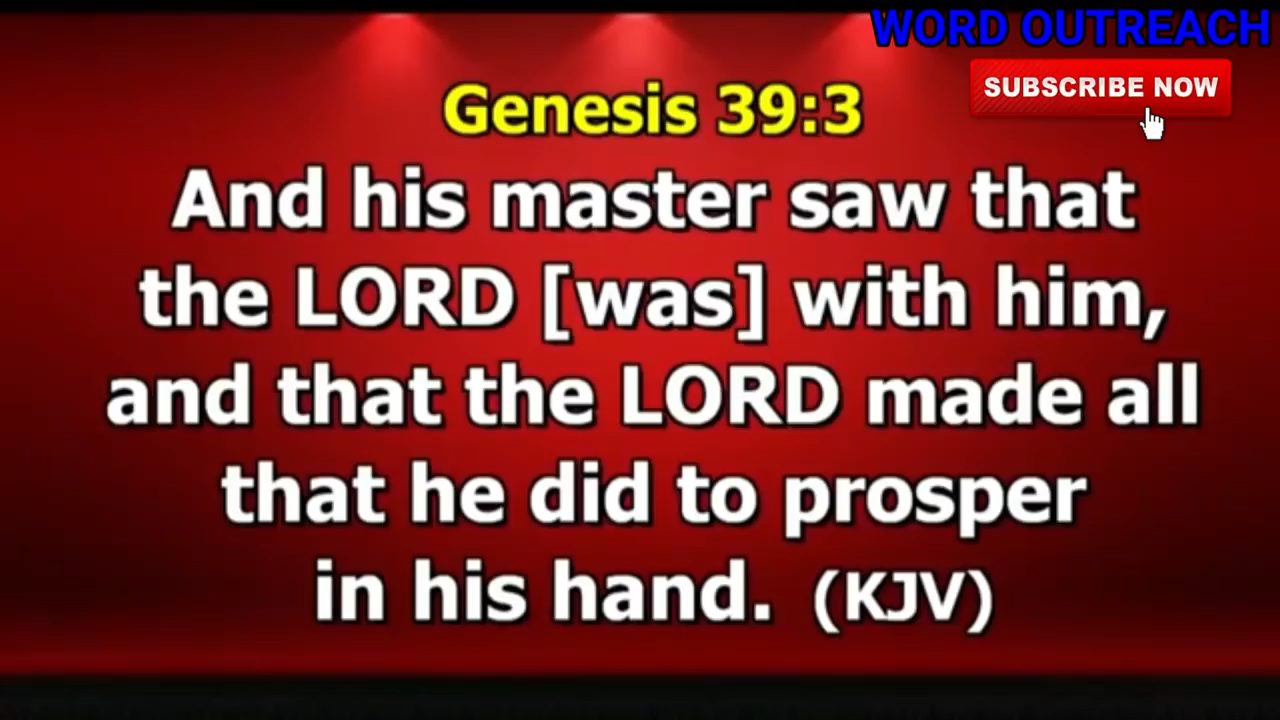 WORD OUTREACH
SUBSCRIBE NOW
Genesis 39:3
And his master saw that
the LORD [was] with him,
and that the LORD made all
that he did to prosper
in his hand. (KJV)